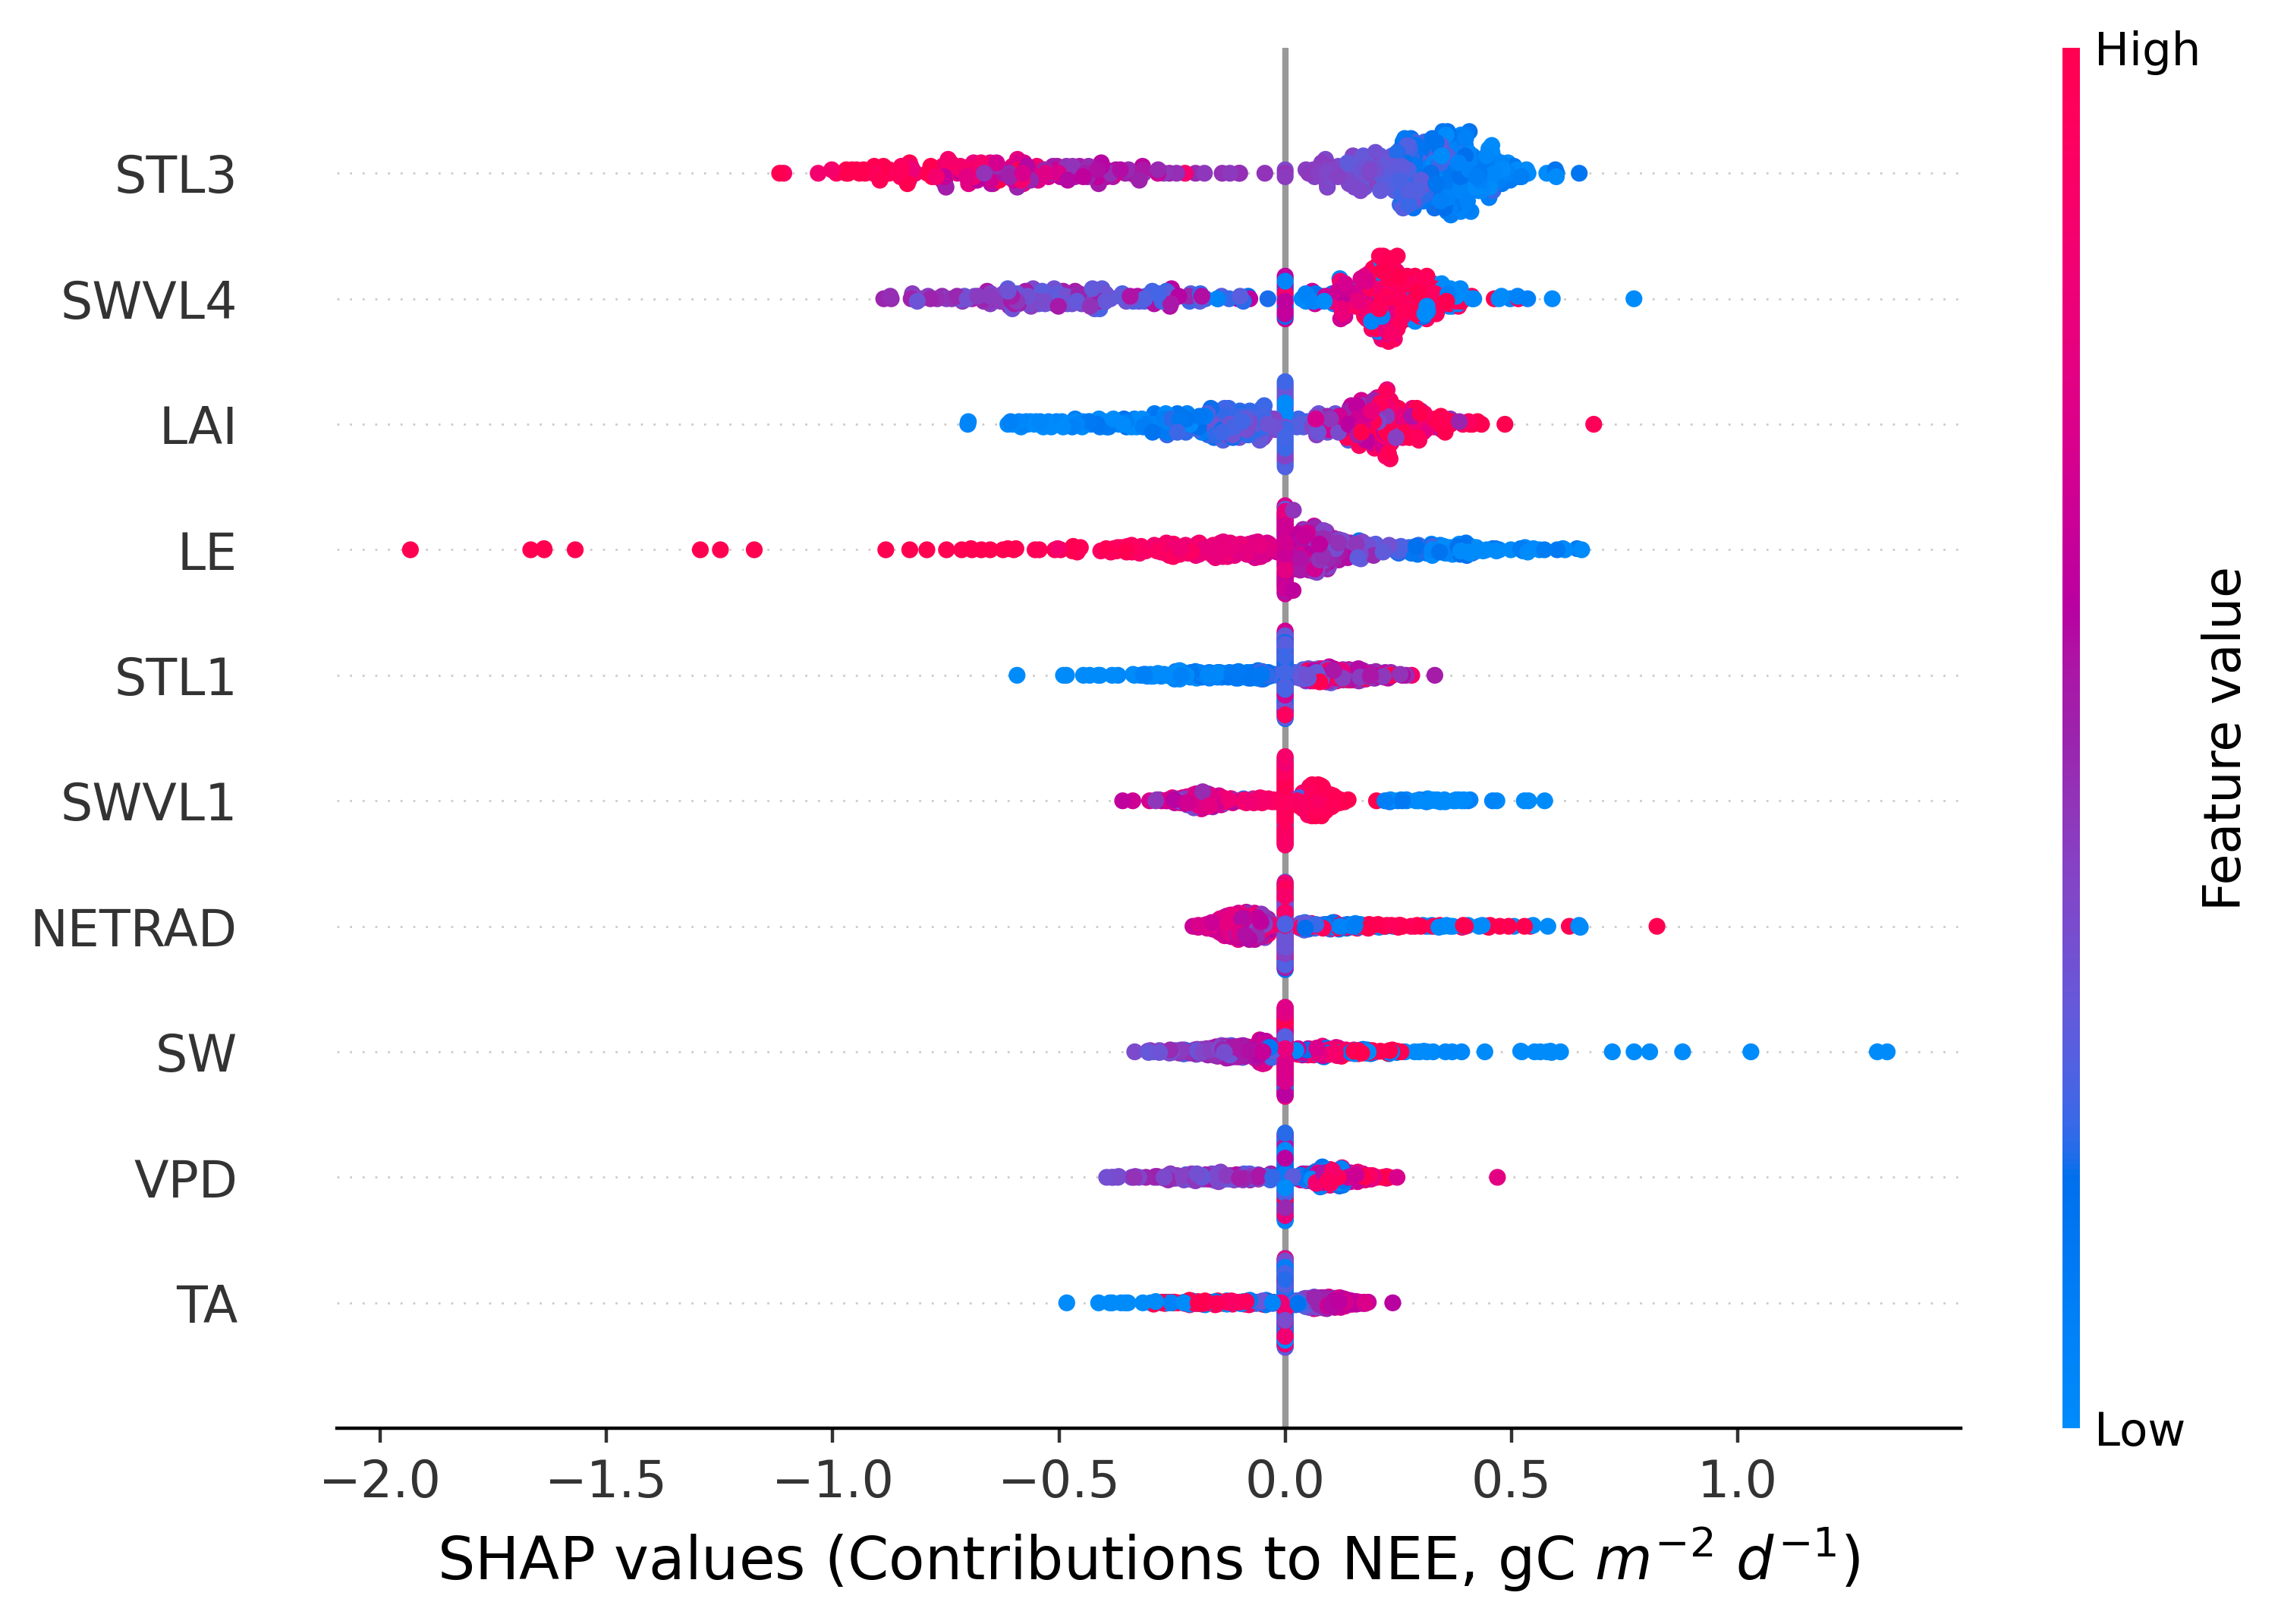 High
STL3
SWVL4
LAI
LE
STL1
SWVL1
NETRAD
SW
VPD
TA
Feature value
Low
−2.0 −1.5 −1.0 −0.5 0.0 0.5 1.0
SHAP values (Contributions to NEE, gC m⁻² d⁻¹)